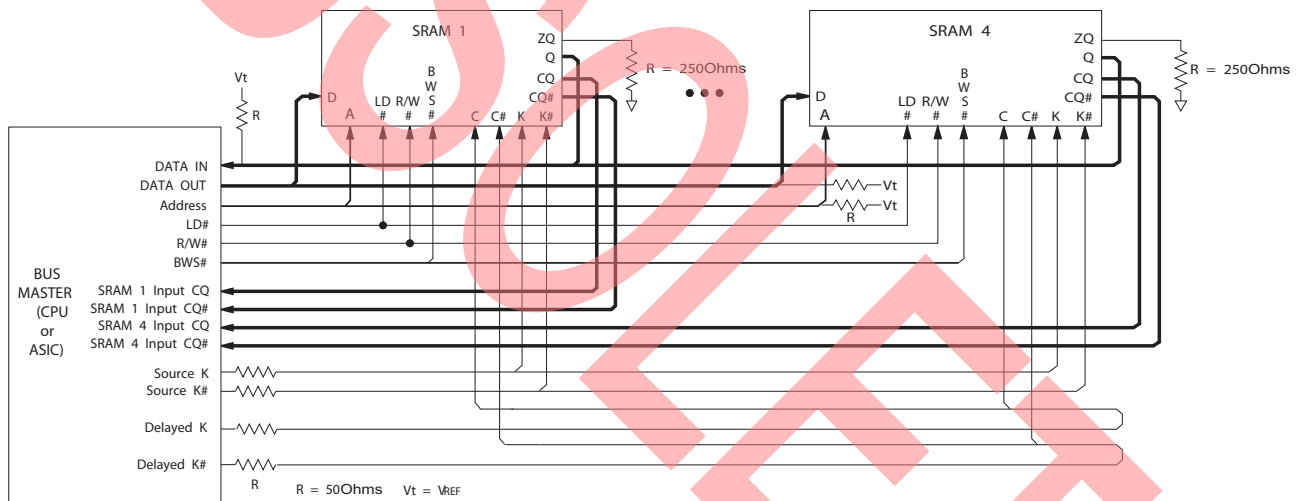 SRAM 1
ZQ
Q
CQ
CQ#
B
W
S
#
LD
#
R/W
#
D
A
C
C#
K
K#
R = 250Ohms
SRAM 4
ZQ
Q
CQ
CQ#
B
W
S
#
LD
#
R/W
#
D
A
C
C#
K
K#
R = 250Ohms
Vt
R
BUS
MASTER
(CPU
or
ASIC)
DATA IN
DATA OUT
Address
LD#
R/W#
BWS#
SRAM 1 Input CQ
SRAM 1 Input CQ#
SRAM 4 Input CQ
SRAM 4 Input CQ#
Source K
Source K#
Delayed K
Delayed K#
Vt
Vt
R
R
R = 50Ohms Vt = VREF